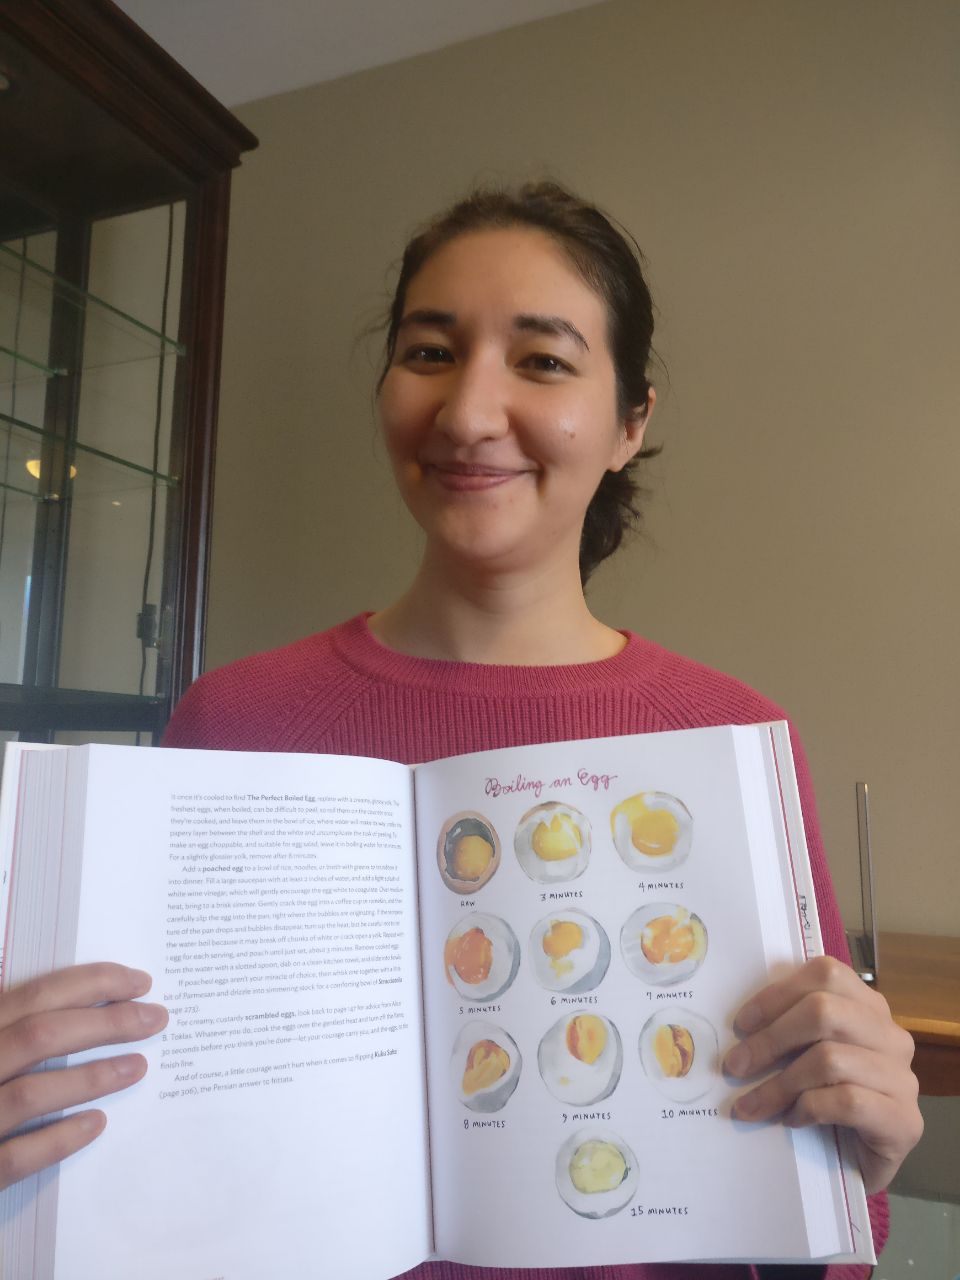 it once it's cooled to find The Perfect Boiled Egg, replete with a creamy, glossy yolk. The
freshest eggs, when boiled, can be difficult to peel, so roll them on the counter once
they're cooked, and leave them in the bowl of ice, where water will make its way under the
papery layer between the shell and the white and uncomplicate the task of peeling. To
make an egg choppable, and suitable for egg salad, leave it in boiling water for 10 minutes.
For a slightly glossier yolk, remove after 8 minutes.
Add a poached egg to a bowl of rice, noodles, or broth with greens to transform it
into dinner. Fill a large saucepan with at least 2 inches of water, and add a light splash of
white wine vinegar, which will gently encourage the egg white to coagulate. Over medium
heat, bring to a brisk simmer. Gently crack the egg into a coffee cup or ramekin, and then
carefully slip the egg into the pan, right where the bubbles are originating. If the tempera-
ture of the pan drops and bubbles disappear, turn up the heat, but be careful not to let
the water boil because it may break off chunks of white or crack open a yolk. Repeat with
1 egg for each serving, and poach until just set, about 3 minutes. Remove cooked eggs
from the water with a slotted spoon, dab on a clean kitchen towel, and slide into bowls.
If poached eggs aren't your miracle of choice, then whisk one together with a little
bit of Parmesan and drizzle into simmering stock for a comforting bowl of Stracciatella
(page 273).
For creamy, custardy scrambled eggs, look back to page 147 for advice from Alice
B. Toklas. Whatever you do, cook the eggs over the gentlest heat and turn off the flame
30 seconds before you think you're done—let your courage carry you, and the eggs, to the
finish line.
And of course, a little courage won't hurt when it comes to flipping Kuku Sabzi
(page 306), the Persian answer to frittata.
Boiling an Egg
RAW
3 MINUTES
4 MINUTES
5 MINUTES
6 MINUTES
7 MINUTES
8 MINUTES
9 MINUTES
10 MINUTES
15 MINUTES